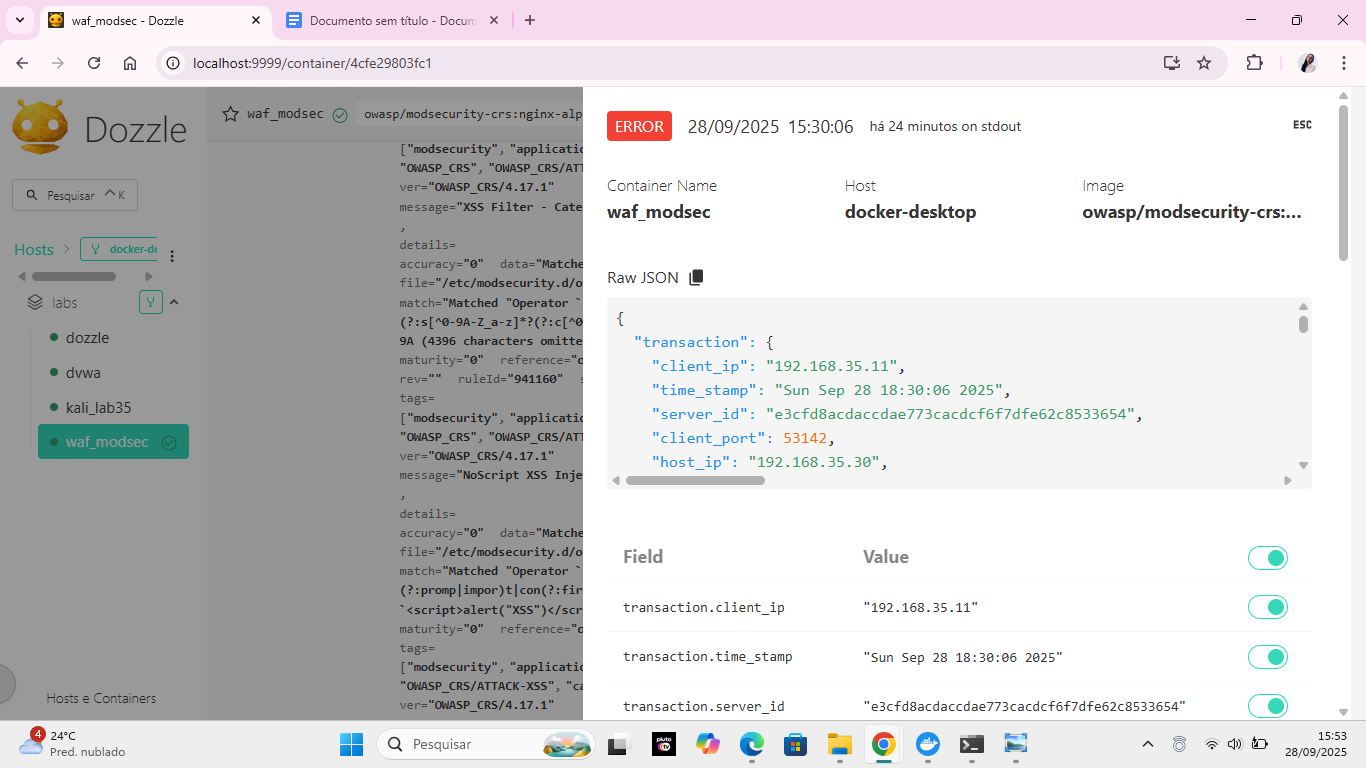 waf_modsec - Dozzle
Documento sem título - Docum
localhost:9999/container/4cfe29803fc1
Dozzle
Pesquisar ^K
Hosts
docker-de
labs
dozzle
dvwa
kali_lab35
waf_modsec
Hosts e Containers
waf_modsec
owasp/modsecurity-crs:nginx-alp
["modsecurity", "applicatio
"OWASP_CRS", "OWASP_CRS/ATT
ver="OWASP_CRS/4.17.1"
message="XSS Filter - Cate
,
details=
accuracy="0" data="Matche
file="/etc/modsecurity.d/o
match="Matched "Operator `
(?:s[^0-9A-Z_a-z]*?(?:c[^0
9A (4396 characters omitte
maturity="0" reference="o
rev="" ruleId="941160" s
tags=
["modsecurity", "applicatio
"OWASP_CRS", "OWASP_CRS/ATT
ver="OWASP_CRS/4.17.1"
message="NoScript XSS Inje
,
details=
accuracy="0" data="Matche
file="/etc/modsecurity.d/o
match="Matched "Operator `
(?:promp|impor)t|con(?:fir
`<script>alert("XSS")</scr
maturity="0" reference="o
tags=
["modsecurity", "applicatio
"OWASP_CRS/ATTACK-XSS", "ca
ver="OWASP_CRS/4.17.1"
ERROR 28/09/2025 15:30:06 há 24 minutos on stdout
ESC
Container Name
waf_modsec
Host
docker-desktop
Image
owasp/modsecurity-crs:...
Raw JSON
{
"transaction": {
"client_ip": "192.168.35.11",
"time_stamp": "Sun Sep 28 18:30:06 2025",
"server_id": "e3cfd8acdaccdae773cacdcf6f7dfe62c8533654",
"client_port": 53142,
"host_ip": "192.168.35.30",
Field Value
transaction.client_ip "192.168.35.11"
transaction.time_stamp "Sun Sep 28 18:30:06 2025"
transaction.server_id "e3cfd8acdaccdae773cacdcf6f7dfe62c8533654"
4
24°C
Pred. nublado
Pesquisar
pluto tv
15:53
28/09/2025